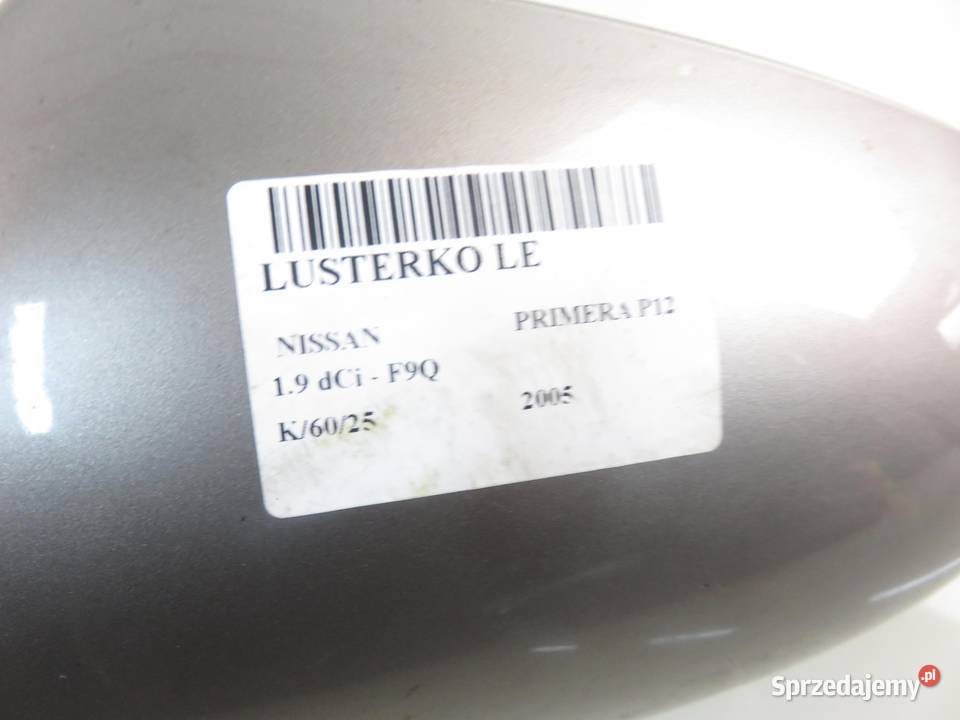 LUSTERKO LE
NISSAN PRIMERA P12
1.9 dCi - F9Q
K/60/25 2005
Sprzedajemy.pl